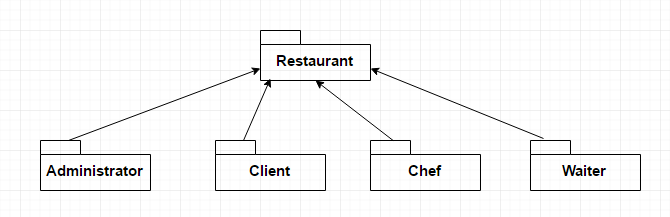 Restaurant
Administrator
Client
Chef
Waiter